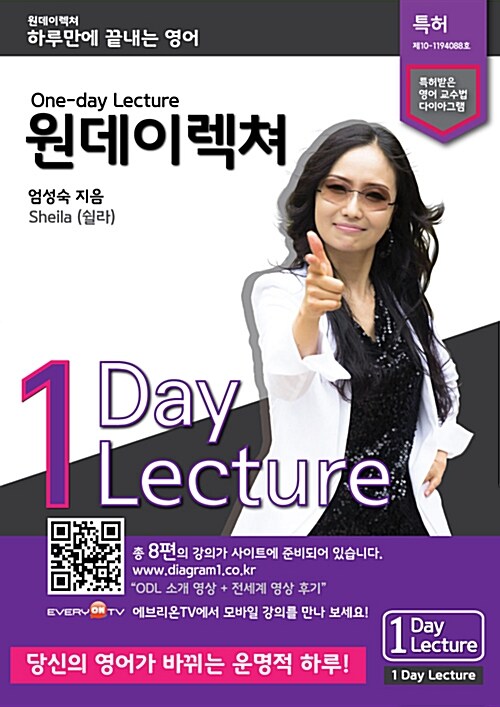 원데이렉쳐
하루만에 끝내는 영어
특허
제10-1194088호
특허받은
영어 교수법
다이아그램
One-day Lecture
원데이렉쳐
엄성숙 지음
Sheila (쉴라)
1 Day
Lecture
총 8편의 강의가 사이트에 준비되어 있습니다.
www.diagram1.co.kr
“ODL 소개 영상 + 전세계 영상 후기”
EVERY ON TV 에브리온TV에서 모바일 강의를 만나 보세요!
당신의 영어가 바뀌는 운명적 하루!
1 Day
Lecture
1 Day Lecture